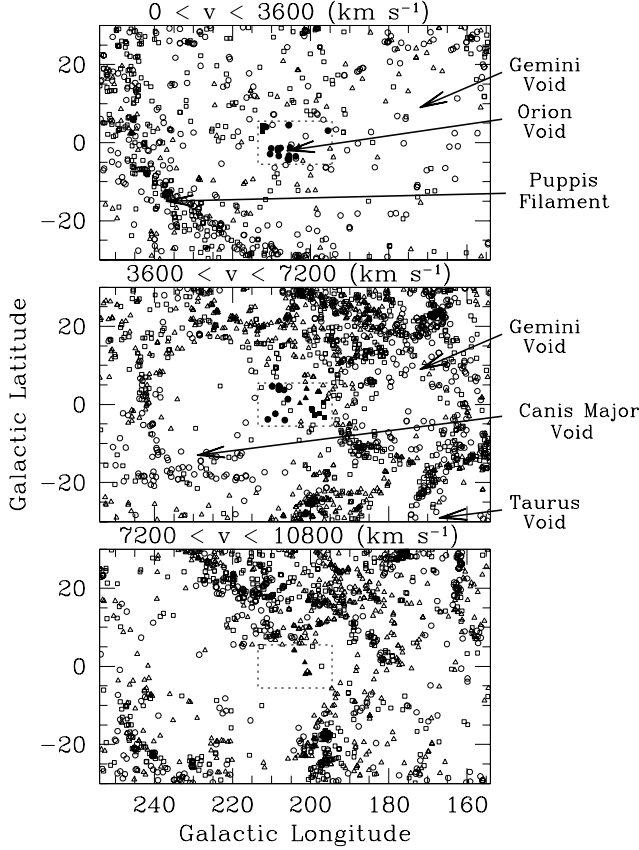 0 < v < 3600 (km s⁻¹)
20
0
−20
Gemini
Void
Orion
Void
Puppis
Filament
3600 < v < 7200 (km s⁻¹)
20
0
−20
Gemini
Void
Canis Major
Void
Taurus
Void
Galactic Latitude
7200 < v < 10800 (km s⁻¹)
20
0
−20
240 220 200 180 160
Galactic Longitude